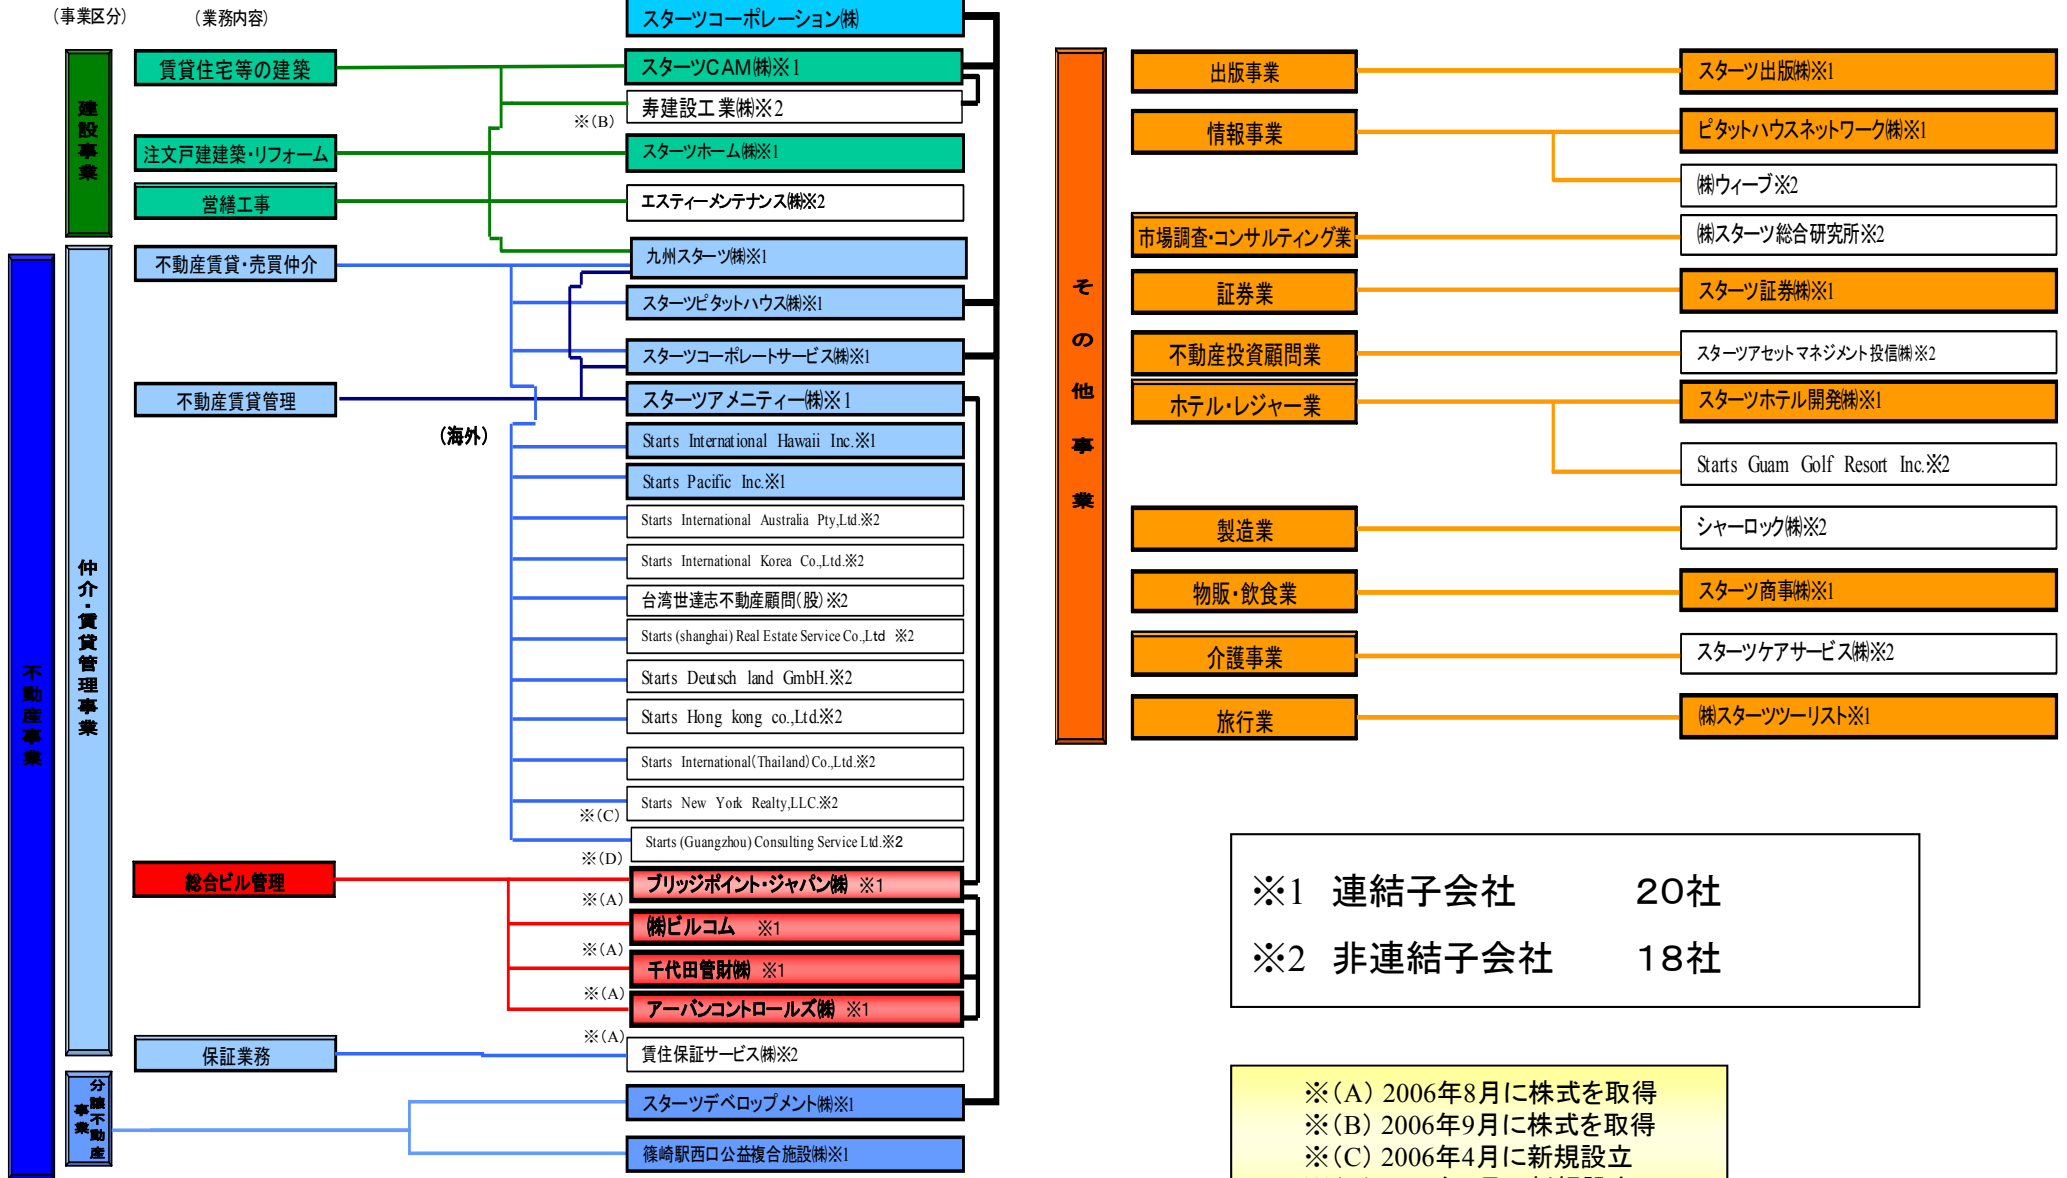 （事業区分）
（業務内容）
スターツコーポレーション㈱
建設事業
賃貸住宅等の建築
スターツCAM㈱※1
寿建設工業㈱※2
※(B)
注文戸建建築・リフォーム
スターツホーム㈱※1
営繕工事
エスティーメンテナンス㈱※2
不動産事業
仲介・賃貸管理事業
不動産賃貸・売買仲介
九州スターツ㈱※1
スターツピタットハウス㈱※1
スターツコーポレートサービス㈱※1
不動産賃貸管理
スターツアメニティー㈱※1
（海外）
Starts International Hawaii Inc.※1
Starts Pacific Inc.※1
Starts International Australia Pty,Ltd.※2
Starts International Korea Co.,Ltd.※2
台湾世達志不動産顧問(股)※2
Starts (shanghai) Real Estate Service Co.,Ltd ※2
Starts Deutsch land GmbH.※2
Starts Hong kong co.,Ltd.※2
Starts International(Thailand)Co.,Ltd.※2
Starts New York Realty,LLC.※2
※(C)
Starts (Guangzhou) Consulting Service Ltd.※2
※(D)
総合ビル管理
ブリッジポイント・ジャパン㈱ ※1
※(A)
㈱ビルコム ※1
※(A)
千代田管財㈱ ※1
※(A)
アーバンコントロールズ㈱ ※1
※(A)
保証業務
賃住保証サービス㈱※2
分譲不動産事業
スターツデベロップメント㈱※1
篠崎駅西口公益複合施設㈱※1
その他事業
出版事業
スターツ出版㈱※1
情報事業
ピタットハウスネットワーク㈱※1
㈱ウィーブ※2
市場調査・コンサルティング業
㈱スターツ総合研究所※2
証券業
スターツ証券㈱※1
不動産投資顧問業
スターツアセットマネジメント投信㈱※2
ホテル・レジャー業
スターツホテル開発㈱※1
Starts Guam Golf Resort Inc.※2
製造業
シャーロック㈱※2
物販・飲食業
スターツ商事㈱※1
介護事業
スターツケアサービス㈱※2
旅行業
㈱スターツツーリスト※1
※1 連結子会社 20社
※2 非連結子会社 18社
※(A) 2006年8月に株式を取得
※(B) 2006年9月に株式を取得
※(C) 2006年4月に新規設立